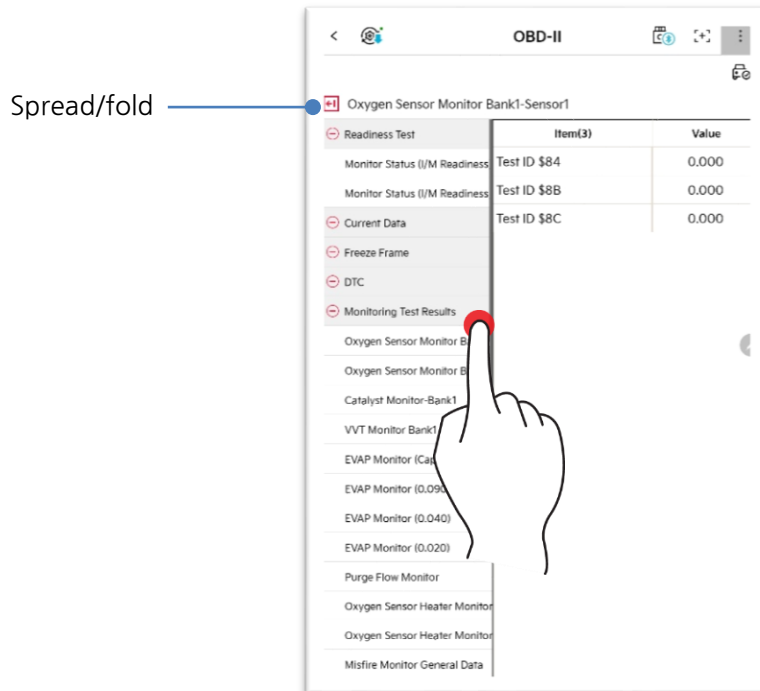 OBD-II
Spread/fold
Oxygen Sensor Monitor Bank1-Sensor1
Readiness Test
Item(3) Value
Monitor Status (I/M Readiness
Test ID $84 0.000
Monitor Status (I/M Readiness
Test ID $8B 0.000
Current Data
Test ID $8C 0.000
Freeze Frame
DTC
Monitoring Test Results
Oxygen Sensor Monitor
Oxygen Sensor Monitor
Catalyst Monitor-Bank1
VVT Monitor Bank1
EVAP Monitor
EVAP Monitor (0.090
EVAP Monitor (0.040)
EVAP Monitor (0.020)
Purge Flow Monitor
Oxygen Sensor Heater Monitor
Oxygen Sensor Heater Monitor
Misfire Monitor General Data